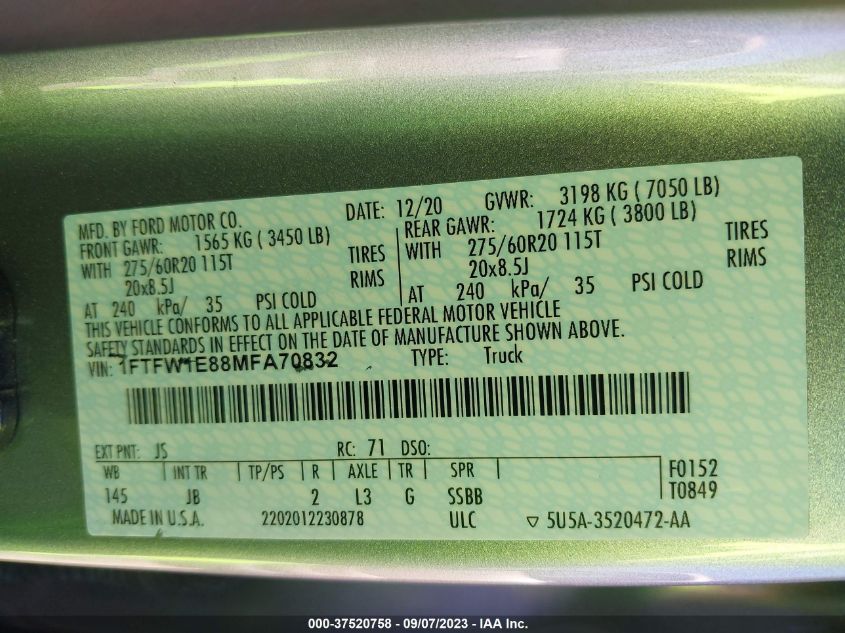 MFD. BY FORD MOTOR CO. DATE: 12/20 GVWR: 3198 KG ( 7050 LB)
FRONT GAWR: 1565 KG ( 3450 LB) REAR GAWR: 1724 KG ( 3800 LB)
WITH 275/60R20 115T TIRES WITH 275/60R20 115T TIRES
20x8.5J RIMS 20x8.5J RIMS
AT 240 kPa/ 35 PSI COLD AT 240 kPa/ 35 PSI COLD
THIS VEHICLE CONFORMS TO ALL APPLICABLE FEDERAL MOTOR VEHICLE
SAFETY STANDARDS IN EFFECT ON THE DATE OF MANUFACTURE SHOWN ABOVE.
VIN: 1FTFW1E88MFA70832 TYPE: Truck
EXT PNT: JS RC: 71 DSO:
WB INT TR TP/PS R AXLE TR SPR F0152
145 JB 2 L3 G SSBB T0849
MADE IN U.S.A. 2202012230878 ULC ▽ 5U5A-3520472-AA
000-37520758 - 09/07/2023 - IAA Inc.